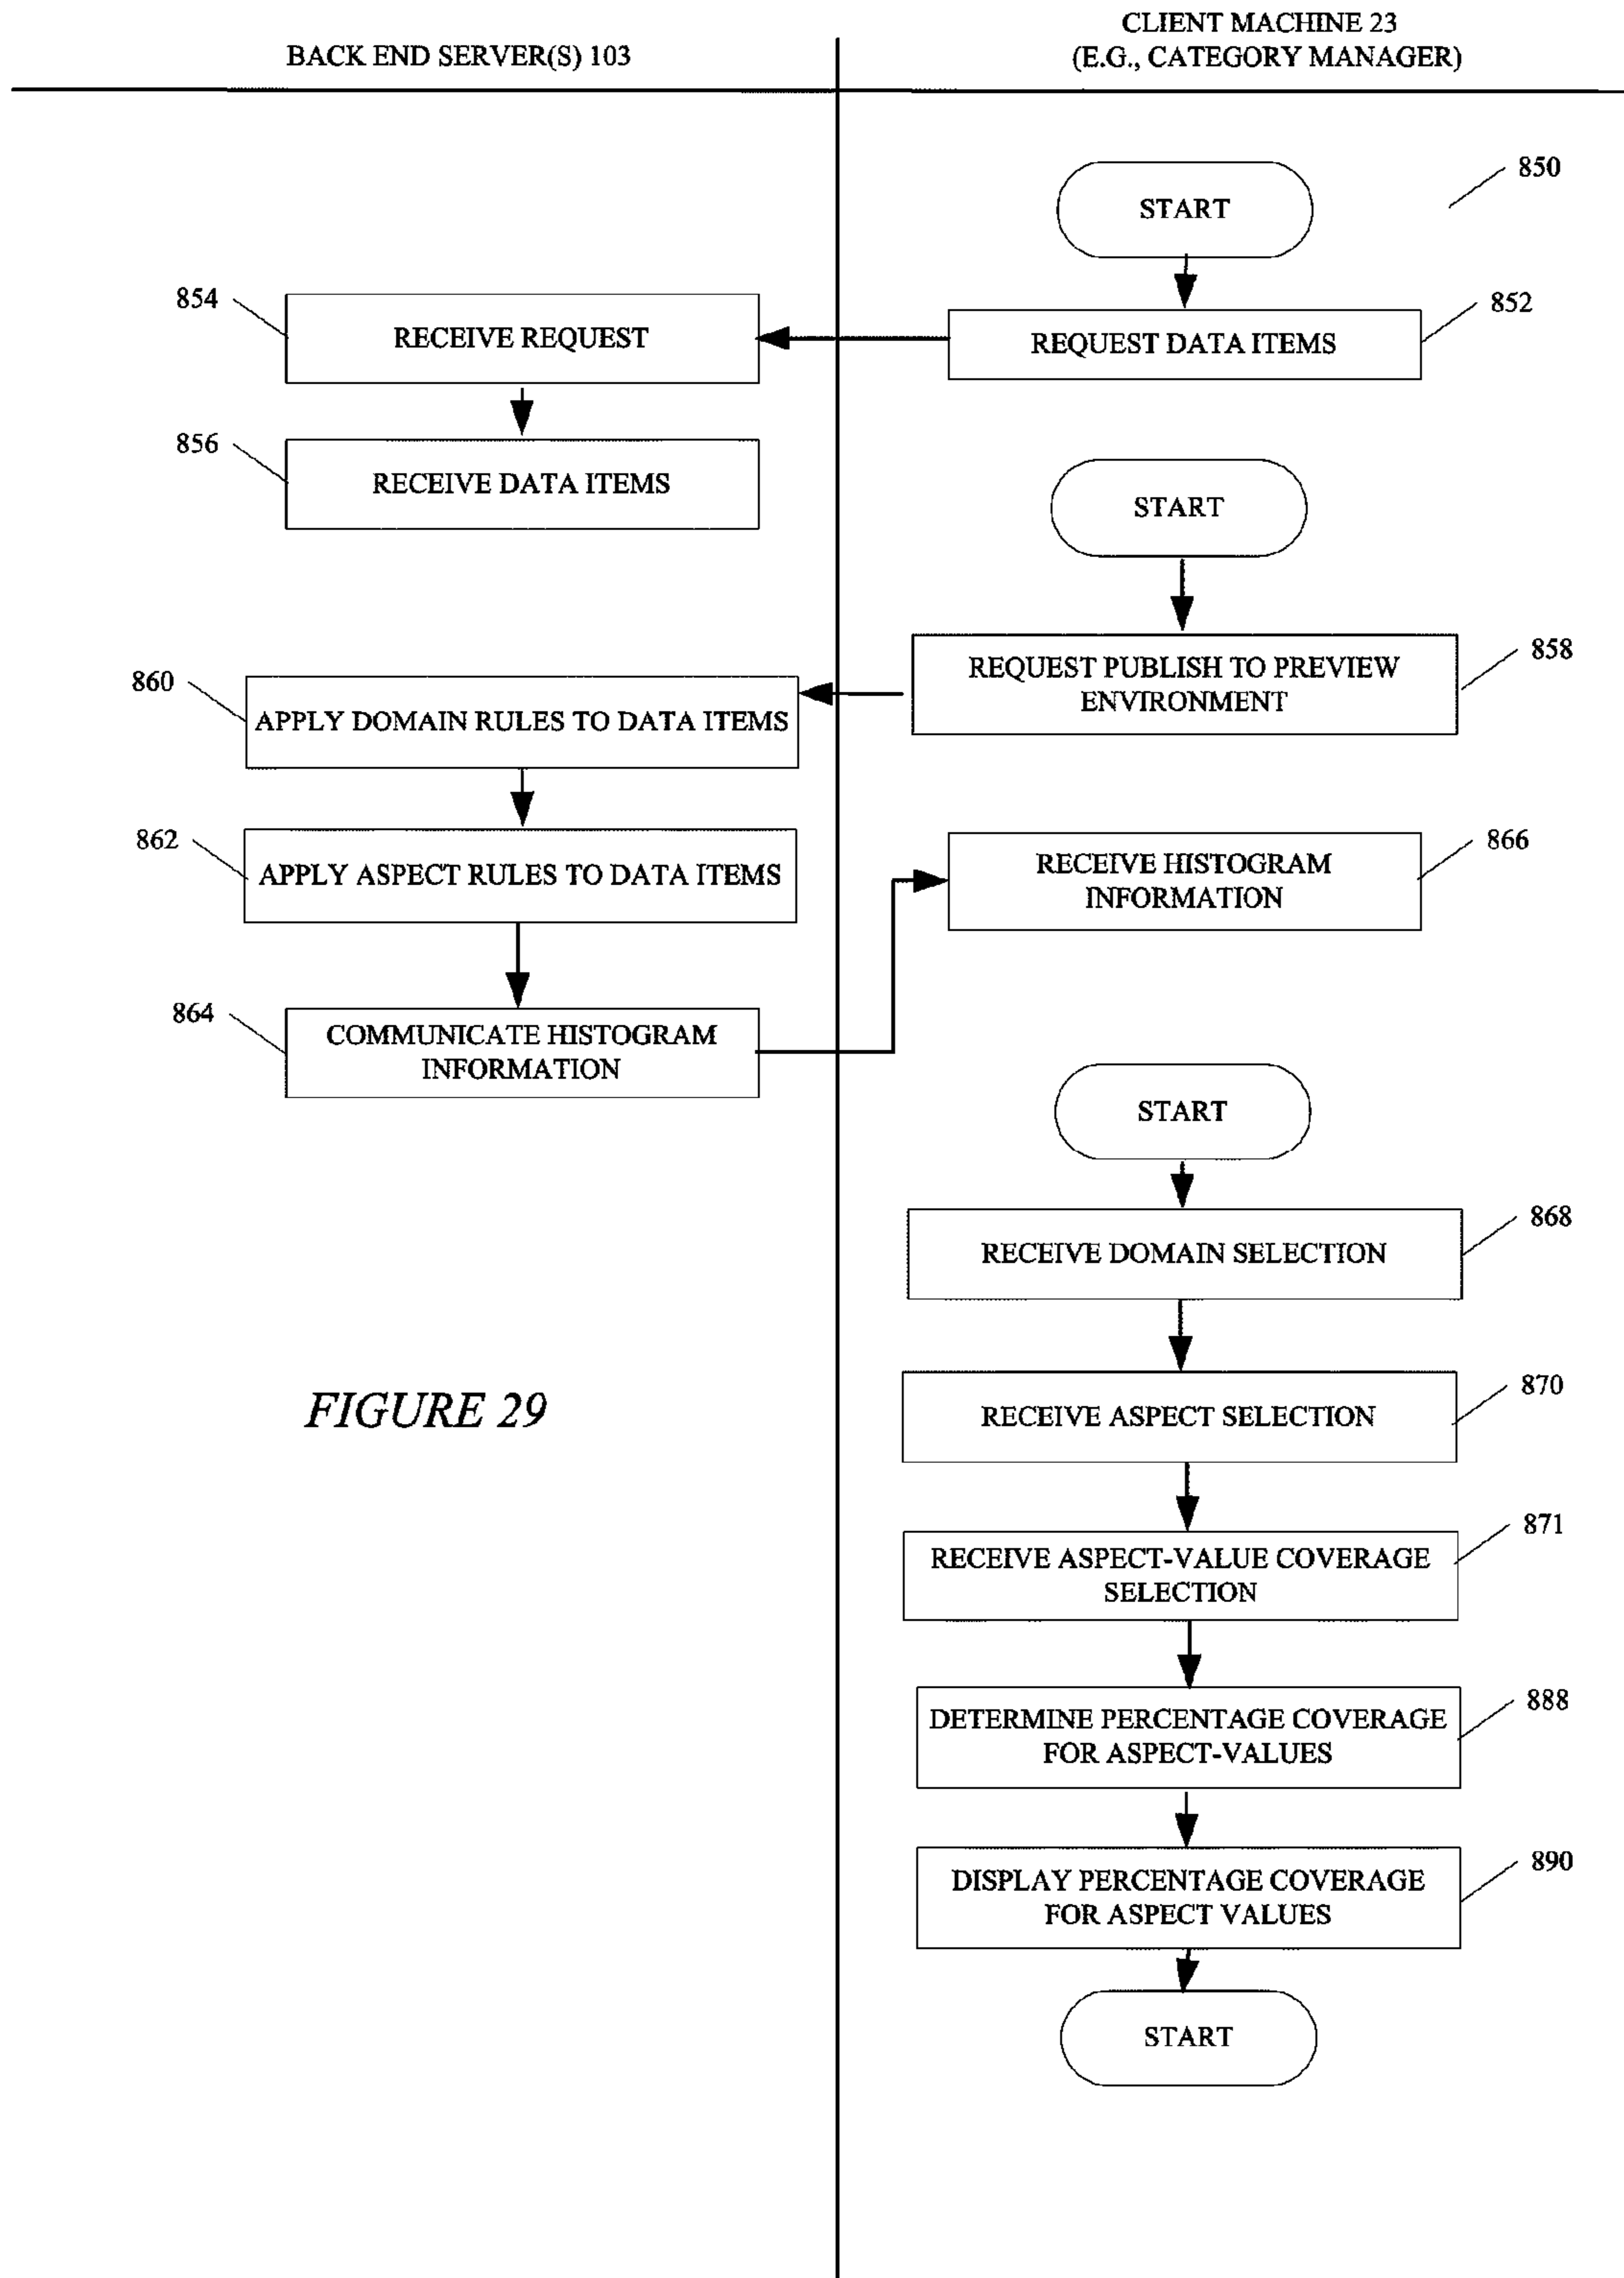 BACK END SERVER(S) 103
CLIENT MACHINE 23
(E.G., CATEGORY MANAGER)
850
START
854
RECEIVE REQUEST
852
REQUEST DATA ITEMS
856
RECEIVE DATA ITEMS
START
858
REQUEST PUBLISH TO PREVIEW
ENVIRONMENT
860
APPLY DOMAIN RULES TO DATA ITEMS
862
APPLY ASPECT RULES TO DATA ITEMS
866
RECEIVE HISTOGRAM
INFORMATION
864
COMMUNICATE HISTOGRAM
INFORMATION
START
868
RECEIVE DOMAIN SELECTION
FIGURE 29
870
RECEIVE ASPECT SELECTION
871
RECEIVE ASPECT-VALUE COVERAGE
SELECTION
888
DETERMINE PERCENTAGE COVERAGE
FOR ASPECT-VALUES
890
DISPLAY PERCENTAGE COVERAGE
FOR ASPECT VALUES
START